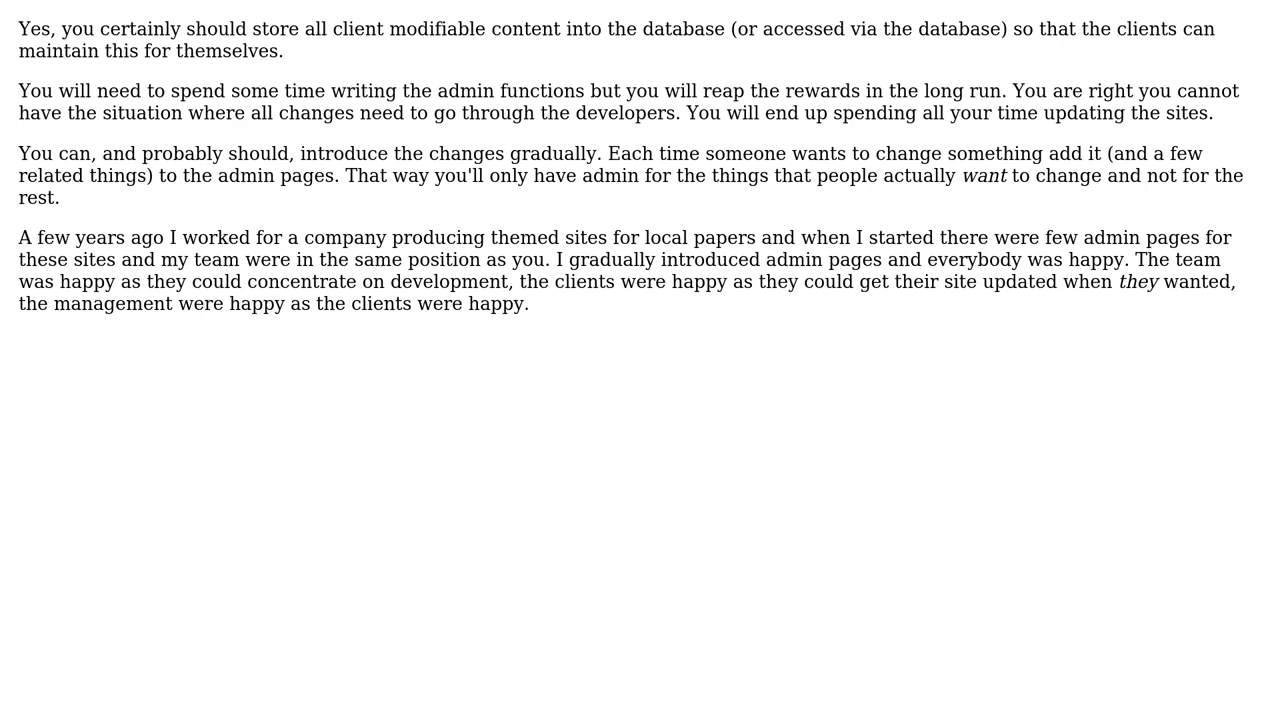 Yes, you certainly should store all client modifiable content into the database (or accessed via the database) so that the clients can
maintain this for themselves.
You will need to spend some time writing the admin functions but you will reap the rewards in the long run. You are right you cannot
have the situation where all changes need to go through the developers. You will end up spending all your time updating the sites.
You can, and probably should, introduce the changes gradually. Each time someone wants to change something add it (and a few
related things) to the admin pages. That way you'll only have admin for the things that people actually want to change and not for the
rest.
A few years ago I worked for a company producing themed sites for local papers and when I started there were few admin pages for
these sites and my team were in the same position as you. I gradually introduced admin pages and everybody was happy. The team
was happy as they could concentrate on development, the clients were happy as they could get their site updated when they wanted,
the management were happy as the clients were happy.